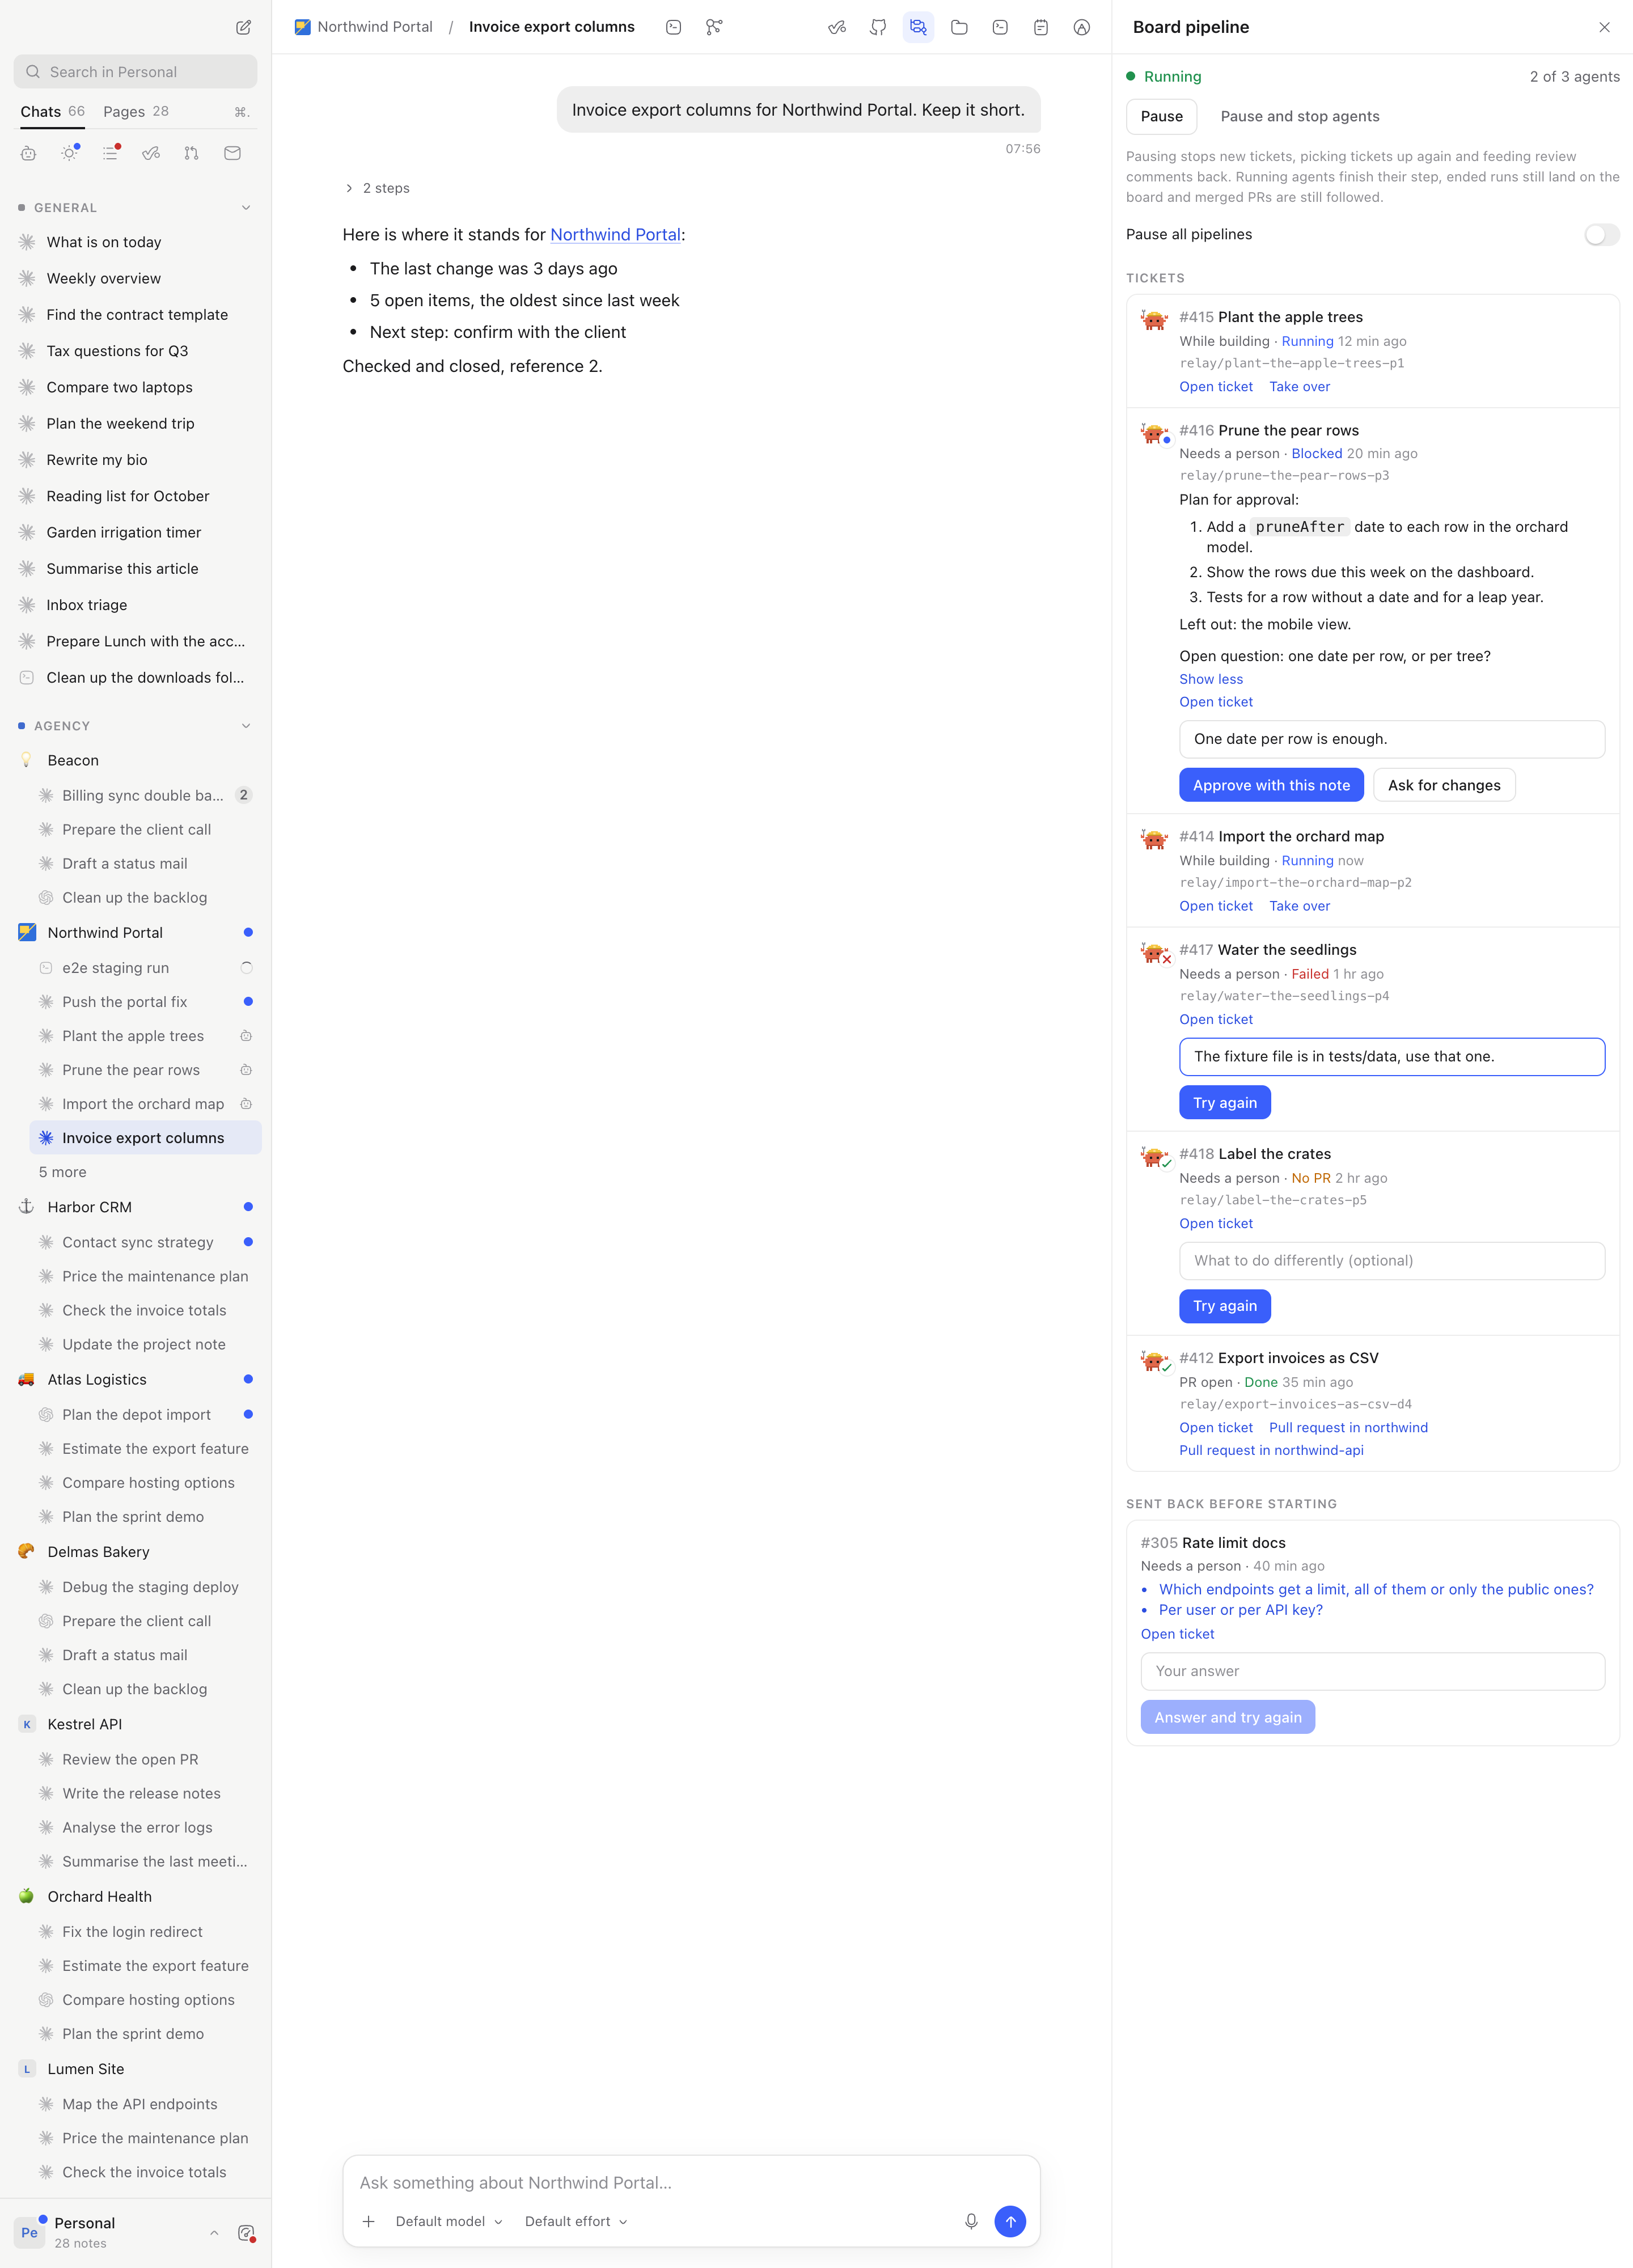 Search in Personal
Chats 66 Pages 28 ⌘.
GENERAL
What is on today
Weekly overview
Find the contract template
Tax questions for Q3
Compare two laptops
Plan the weekend trip
Rewrite my bio
Reading list for October
Garden irrigation timer
Summarise this article
Inbox triage
Prepare Lunch with the acc...
Clean up the downloads fol...
AGENCY
Beacon
Billing sync double ba... 2
Prepare the client call
Draft a status mail
Clean up the backlog
Northwind Portal
e2e staging run
Push the portal fix
Plant the apple trees
Prune the pear rows
Import the orchard map
Invoice export columns
5 more
Harbor CRM
Contact sync strategy
Price the maintenance plan
Check the invoice totals
Update the project note
Atlas Logistics
Plan the depot import
Estimate the export feature
Compare hosting options
Plan the sprint demo
Delmas Bakery
Debug the staging deploy
Prepare the client call
Draft a status mail
Clean up the backlog
K Kestrel API
Review the open PR
Write the release notes
Analyse the error logs
Summarise the last meeti...
Orchard Health
Fix the login redirect
Estimate the export feature
Compare hosting options
Plan the sprint demo
L Lumen Site
Map the API endpoints
Price the maintenance plan
Check the invoice totals
Pe Personal
28 notes
Northwind Portal / Invoice export columns
Invoice export columns for Northwind Portal. Keep it short.
07:56
2 steps
Here is where it stands for Northwind Portal:
• The last change was 3 days ago
• 5 open items, the oldest since last week
• Next step: confirm with the client
Checked and closed, reference 2.
Ask something about Northwind Portal...
Default model Default effort
Board pipeline
Running 2 of 3 agents
Pause Pause and stop agents
Pausing stops new tickets, picking tickets up again and feeding review
comments back. Running agents finish their step, ended runs still land on the
board and merged PRs are still followed.
Pause all pipelines
TICKETS
#415 Plant the apple trees
While building · Running 12 min ago
relay/plant-the-apple-trees-p1
Open ticket Take over
#416 Prune the pear rows
Needs a person · Blocked 20 min ago
relay/prune-the-pear-rows-p3
Plan for approval:
1. Add a pruneAfter date to each row in the orchard
model.
2. Show the rows due this week on the dashboard.
3. Tests for a row without a date and for a leap year.
Left out: the mobile view.
Open question: one date per row, or per tree?
Show less
Open ticket
One date per row is enough.
Approve with this note Ask for changes
#414 Import the orchard map
While building · Running now
relay/import-the-orchard-map-p2
Open ticket Take over
#417 Water the seedlings
Needs a person · Failed 1 hr ago
relay/water-the-seedlings-p4
Open ticket
The fixture file is in tests/data, use that one.
Try again
#418 Label the crates
Needs a person · No PR 2 hr ago
relay/label-the-crates-p5
Open ticket
What to do differently (optional)
Try again
#412 Export invoices as CSV
PR open · Done 35 min ago
relay/export-invoices-as-csv-d4
Open ticket Pull request in northwind
Pull request in northwind-api
SENT BACK BEFORE STARTING
#305 Rate limit docs
Needs a person · 40 min ago
• Which endpoints get a limit, all of them or only the public ones?
• Per user or per API key?
Open ticket
Your answer
Answer and try again